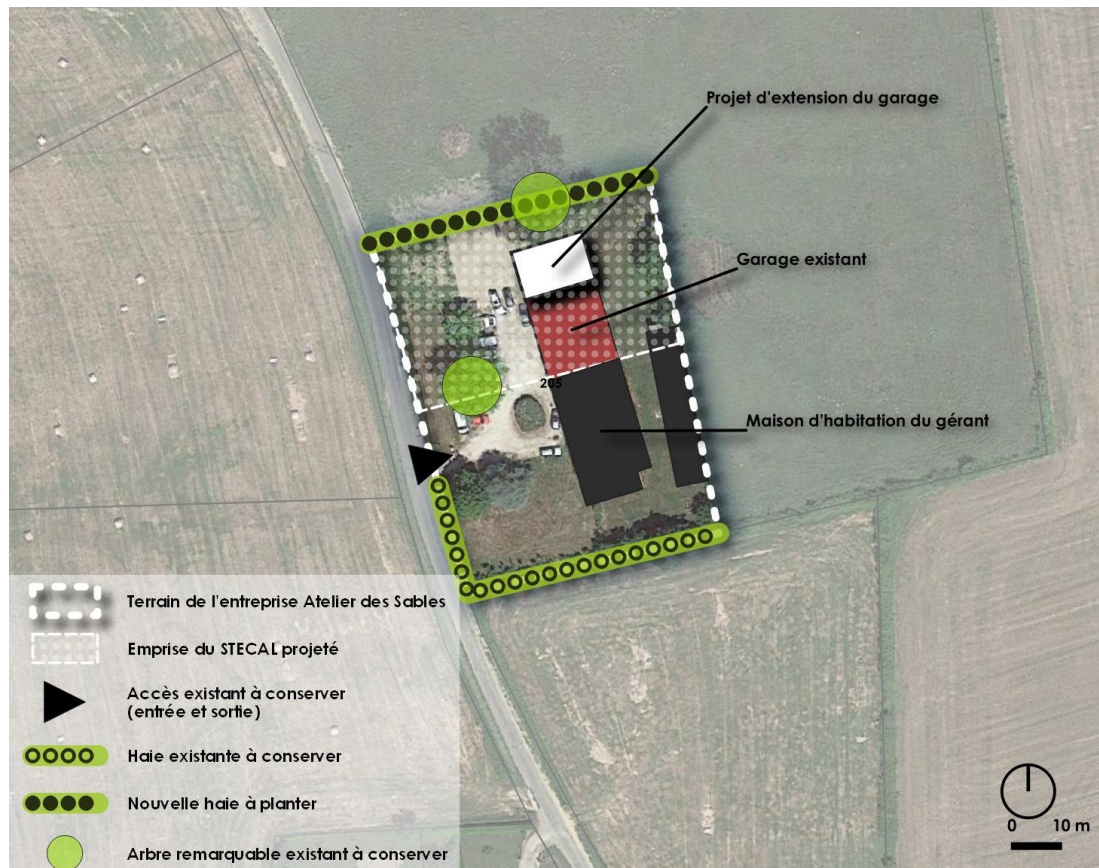 Projet d'extension du garage
Garage existant
205
Maison d'habitation du gérant
Terrain de l'entreprise Atelier des Sables
Emprise du STECAL projeté
Accès existant à conserver
(entrée et sortie)
Haie existante à conserver
Nouvelle haie à planter
Arbre remarquable existant à conserver
0 10 m